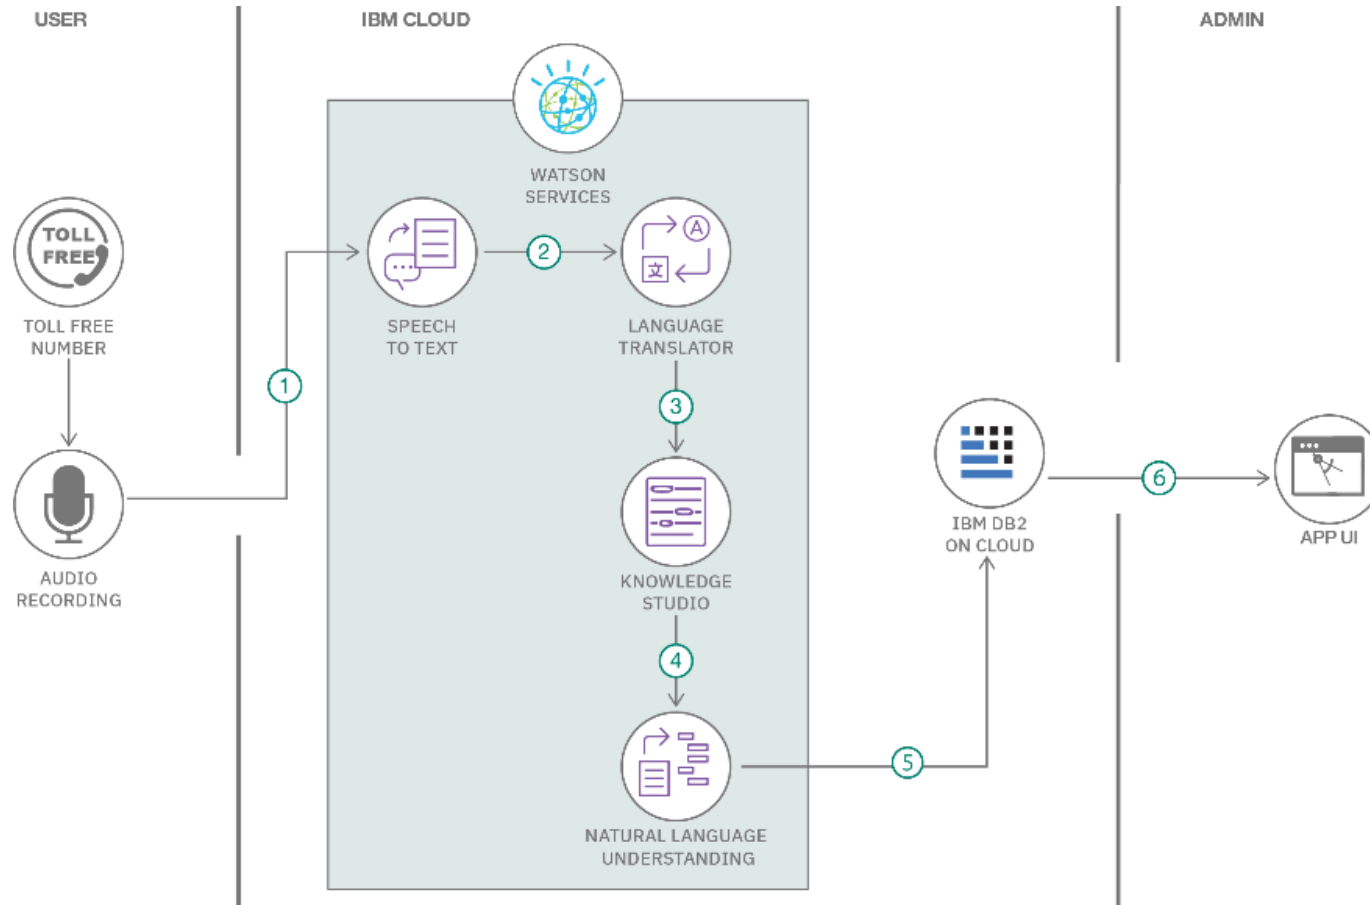 USER
IBM CLOUD
ADMIN
WATSON
SERVICES
TOLL
FREE
TOLL FREE
NUMBER
1
SPEECH
TO TEXT
2
A
文
LANGUAGE
TRANSLATOR
3
AUDIO
RECORDING
KNOWLEDGE
STUDIO
4
NATURAL LANGUAGE
UNDERSTANDING
5
IBM DB2
ON CLOUD
6
APP UI